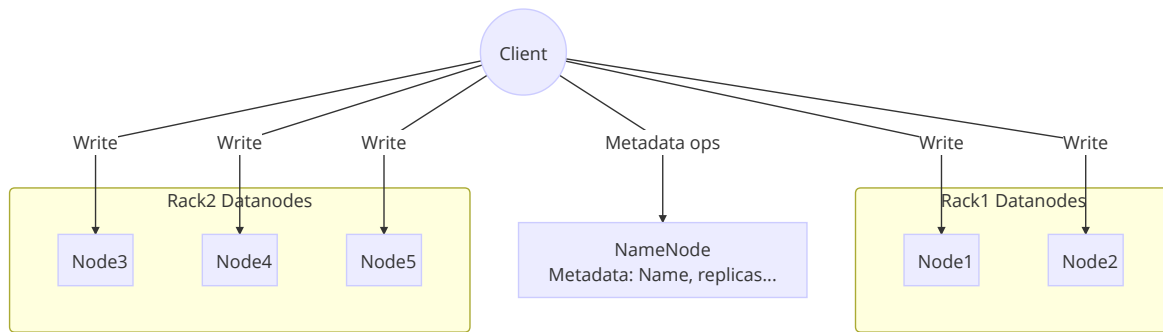 Client
Write
Write
Write
Metadata ops
Write
Write
Rack2 Datanodes
Rack1 Datanodes
Node3
Node4
Node5
NameNode
Metadata: Name, replicas...
Node1
Node2